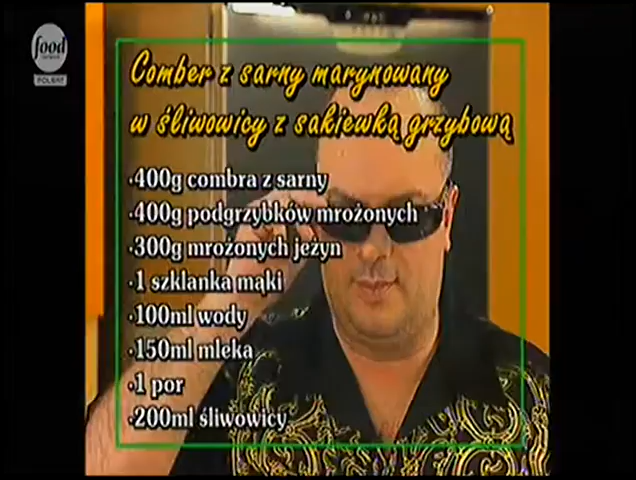 food
network
POLSAT
Comber z sarny marynowany
w śliwowicy z sakiewką grzybową
·400g combra z sarny
·400g podgrzybków mrożonych
·300g mrożonych jeżyn
·1 szklanka mąki
·100ml wody
·150ml mleka
·1 por
·200ml śliwowicy